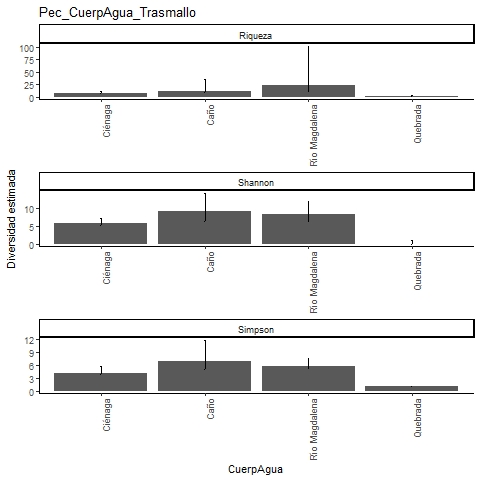 Pec_CuerpAgua_Trasmallo
Riqueza
100
75
50
25
0
Ciénaga
Caño
Río Magdalena
Quebrada
Shannon
10
5
0
Ciénaga
Caño
Río Magdalena
Quebrada
Simpson
12
9
6
3
0
Ciénaga
Caño
Río Magdalena
Quebrada
Diversidad estimada
CuerpAgua